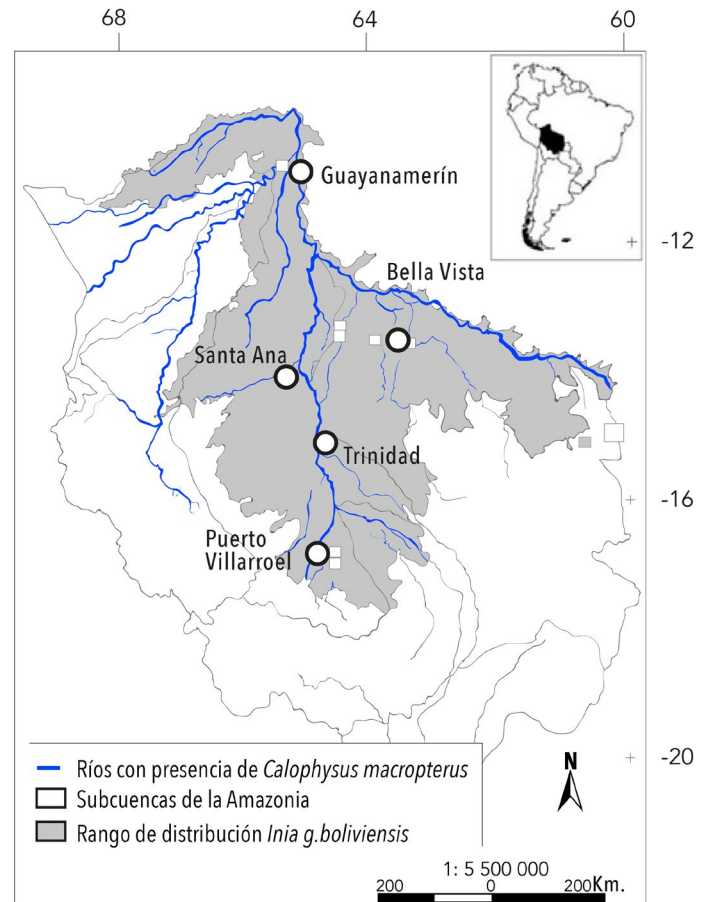 68 64 60
Guayanamerín
-12
Bella Vista
Santa Ana
Trinidad
-16
Puerto
Villarroel
-20
N
Ríos con presencia de Calophysus macropterus
Subcuencas de la Amazonia
Rango de distribución Inia g.boliviensis
1: 5 500 000
200 0 200Km.